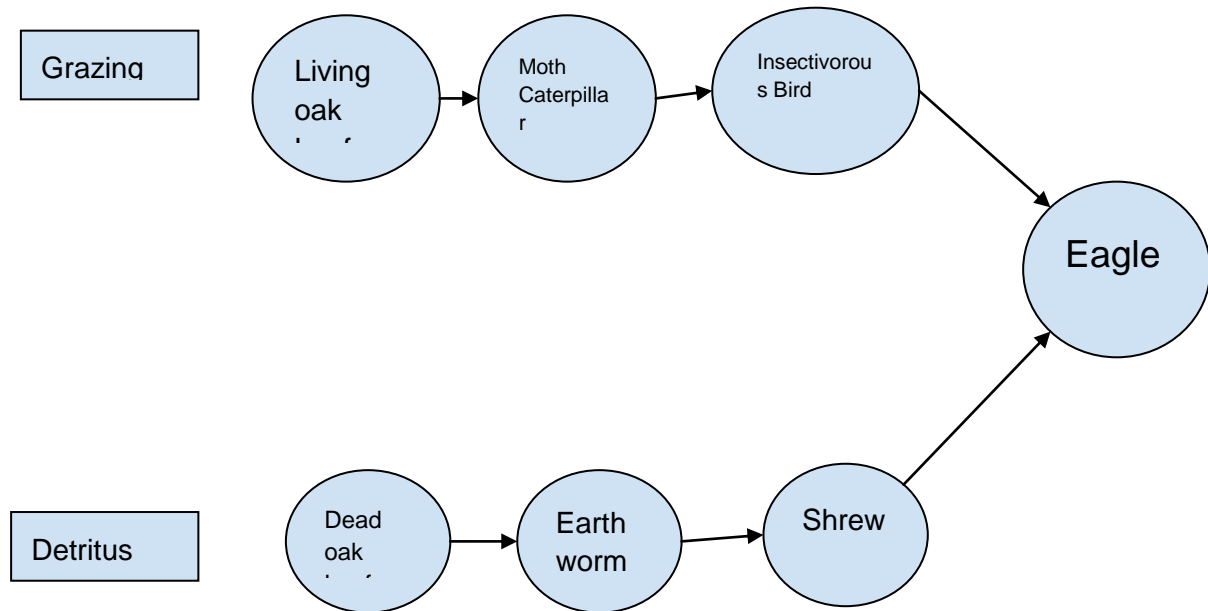 Grazing
Living
oak
Moth
Caterpilla
r
Insectivorou
s Bird
Eagle
Detritus
Dead
oak
Earth
worm
Shrew